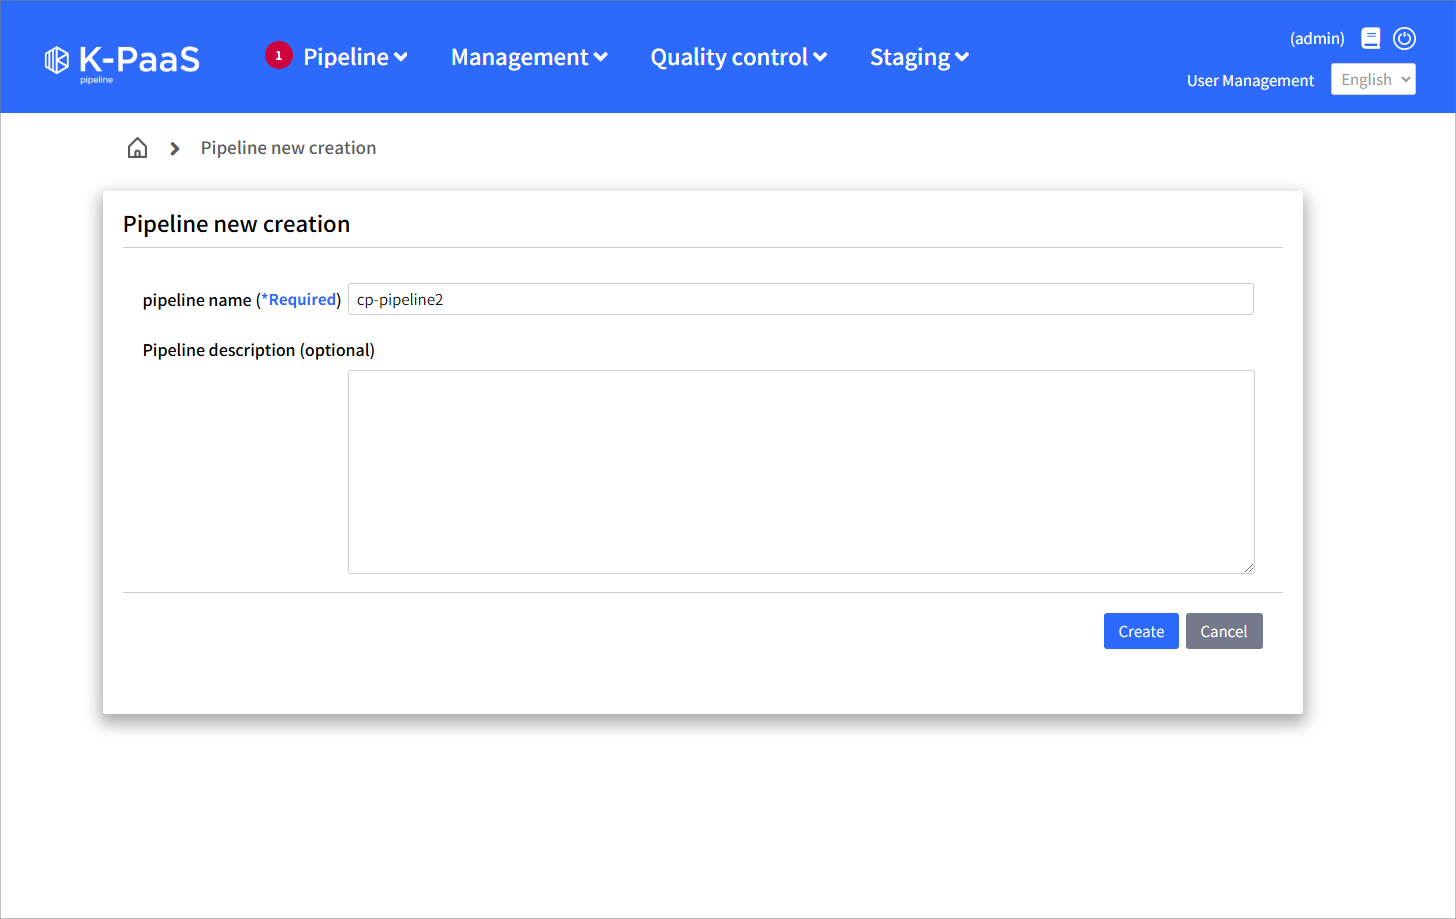 K-PaaS
pipeline
1 Pipeline
Management
Quality control
Staging
(admin)
User Management
English
Pipeline new creation
Pipeline new creation
pipeline name (*Required)
cp-pipeline2
Pipeline description (optional)
Create
Cancel